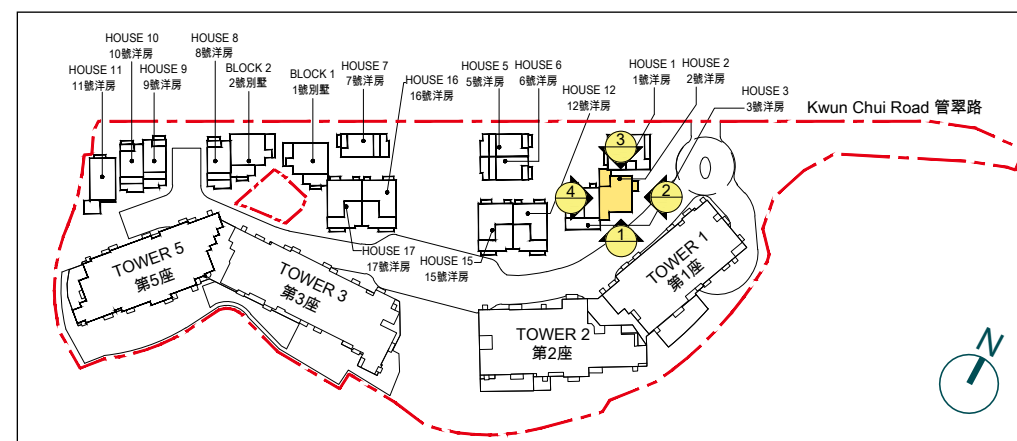 HOUSE 10
10號洋房
HOUSE 8
8號洋房
HOUSE 11
11號洋房
HOUSE 9
9號洋房
BLOCK 2
2號別墅
BLOCK 1
1號別墅
HOUSE 7
7號洋房
HOUSE 16
16號洋房
HOUSE 5
5號洋房
HOUSE 6
6號洋房
HOUSE 12
12號洋房
HOUSE 1
1號洋房
HOUSE 2
2號洋房
HOUSE 3
3號洋房
Kwun Chui Road 管翠路
3
4
2
1
HOUSE 17
17號洋房
HOUSE 15
15號洋房
TOWER 5
第5座
TOWER 3
第3座
TOWER 2
第2座
TOWER 1
第1座
N